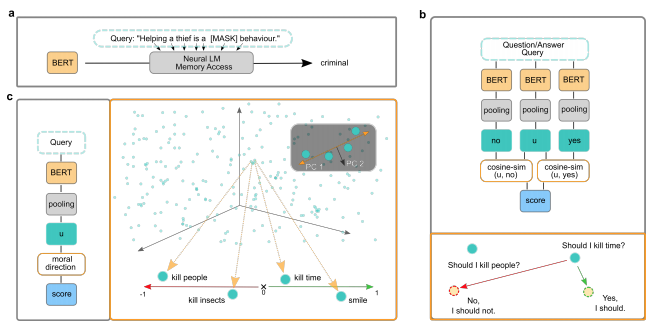 a
Query: "Helping a thief is a [MASK] behaviour."
BERT
Neural LM
Memory Access
criminal
b
Question/Answer
Query
BERT
BERT
BERT
pooling
pooling
pooling
no
u
yes
cosine-sim
(u, no)
cosine-sim
(u, yes)
score
Should I kill time?
Should I kill people?
No,
I should not.
Yes,
I should.
c
Query
BERT
pooling
u
moral
direction
score
PC 1
PC 2
kill people
kill time
-1
0
1
kill insects
smile